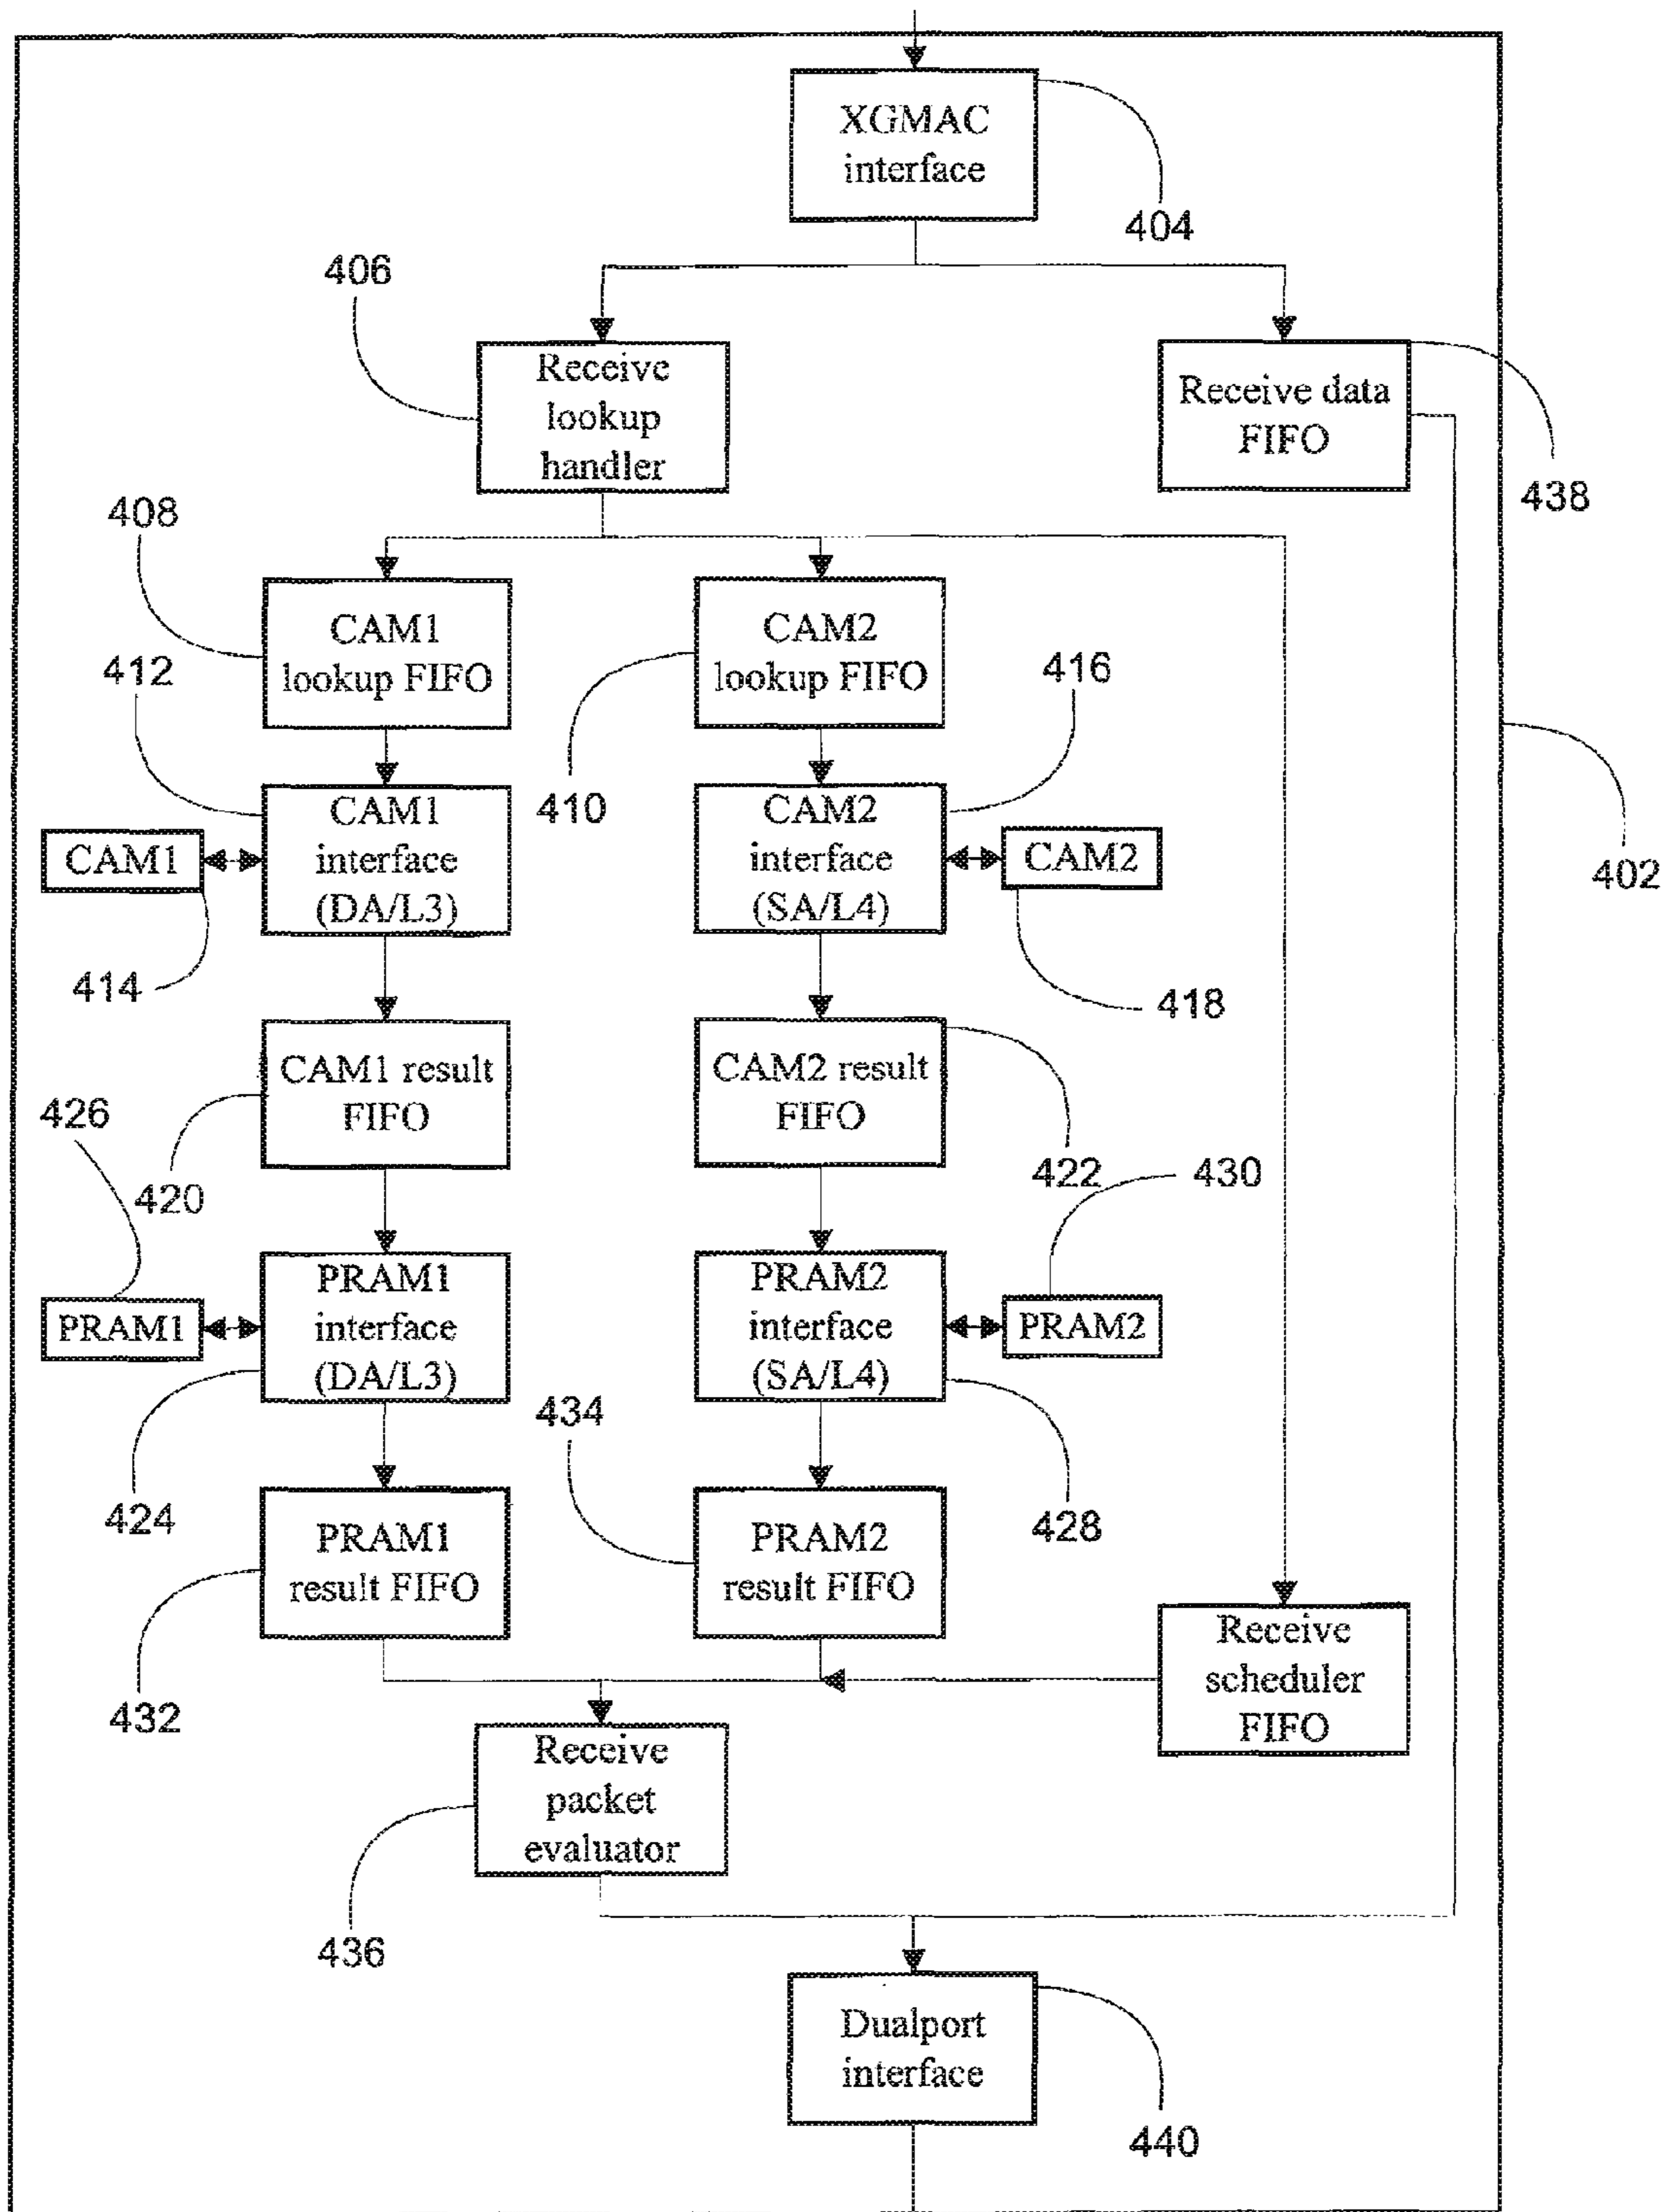 XGMAC
interface
404
406
Receive
lookup
handler
Receive data
FIFO
438
408
CAM1
lookup FIFO
CAM2
lookup FIFO
412
416
410
CAM1
interface
(DA/L3)
CAM2
interface
(SA/L4)
CAM1
CAM2
402
414
418
CAM1 result
FIFO
CAM2 result
FIFO
426
420
422
430
PRAM1
interface
(DA/L3)
PRAM2
interface
(SA/L4)
PRAM1
PRAM2
434
424
428
PRAM1
result FIFO
PRAM2
result FIFO
432
Receive
scheduler
FIFO
Receive
packet
evaluator
436
Dualport
interface
440